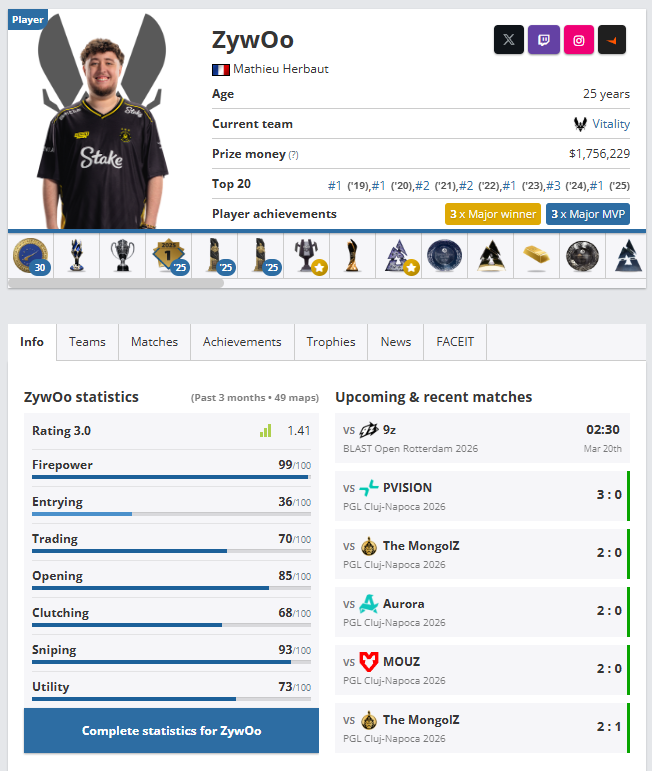 Player
ZywOo
Mathieu Herbaut
Age 25 years
Current team Vitality
Prize money (?) $1,756,229
Top 20 #1 ('19),#1 ('20),#2 ('21),#2 ('22),#1 ('23),#3 ('24),#1 ('25)
Player achievements 3 x Major winner 3 x Major MVP
Stake
30 2025 1 '25 '25 '25
Info Teams Matches Achievements Trophies News FACEIT
ZywOo statistics (Past 3 months • 49 maps)
Rating 3.0 1.41
Firepower 99/100
Entrying 36/100
Trading 70/100
Opening 85/100
Clutching 68/100
Sniping 93/100
Utility 73/100
Complete statistics for ZywOo
Upcoming & recent matches
vs 9z 02:30
BLAST Open Rotterdam 2026 Mar 20th
vs PVISION 3 : 0
PGL Cluj-Napoca 2026
vs The MongolZ 2 : 0
PGL Cluj-Napoca 2026
vs Aurora 2 : 0
PGL Cluj-Napoca 2026
vs MOUZ 2 : 0
PGL Cluj-Napoca 2026
vs The MongolZ 2 : 1
PGL Cluj-Napoca 2026